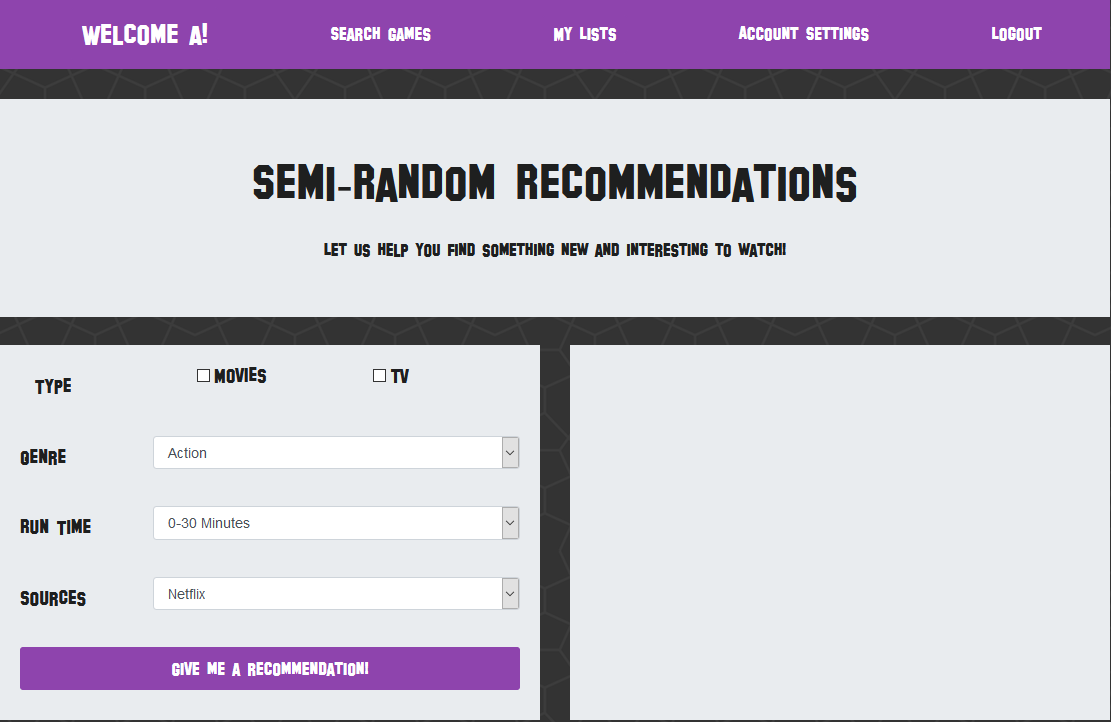 WELCOME A! SEARCH GAMES MY LISTS ACCOUNT SETTINGS LOGOUT
SEMI-RANDOM RECOMMENDATIONS
LET US HELP YOU FIND SOMETHING NEW AND INTERESTING TO WATCH!
TYPE MOVIES TV
GENRE Action
RUN TIME 0-30 Minutes
SOURCES Netflix
GIVE ME A RECOMMENDATION!